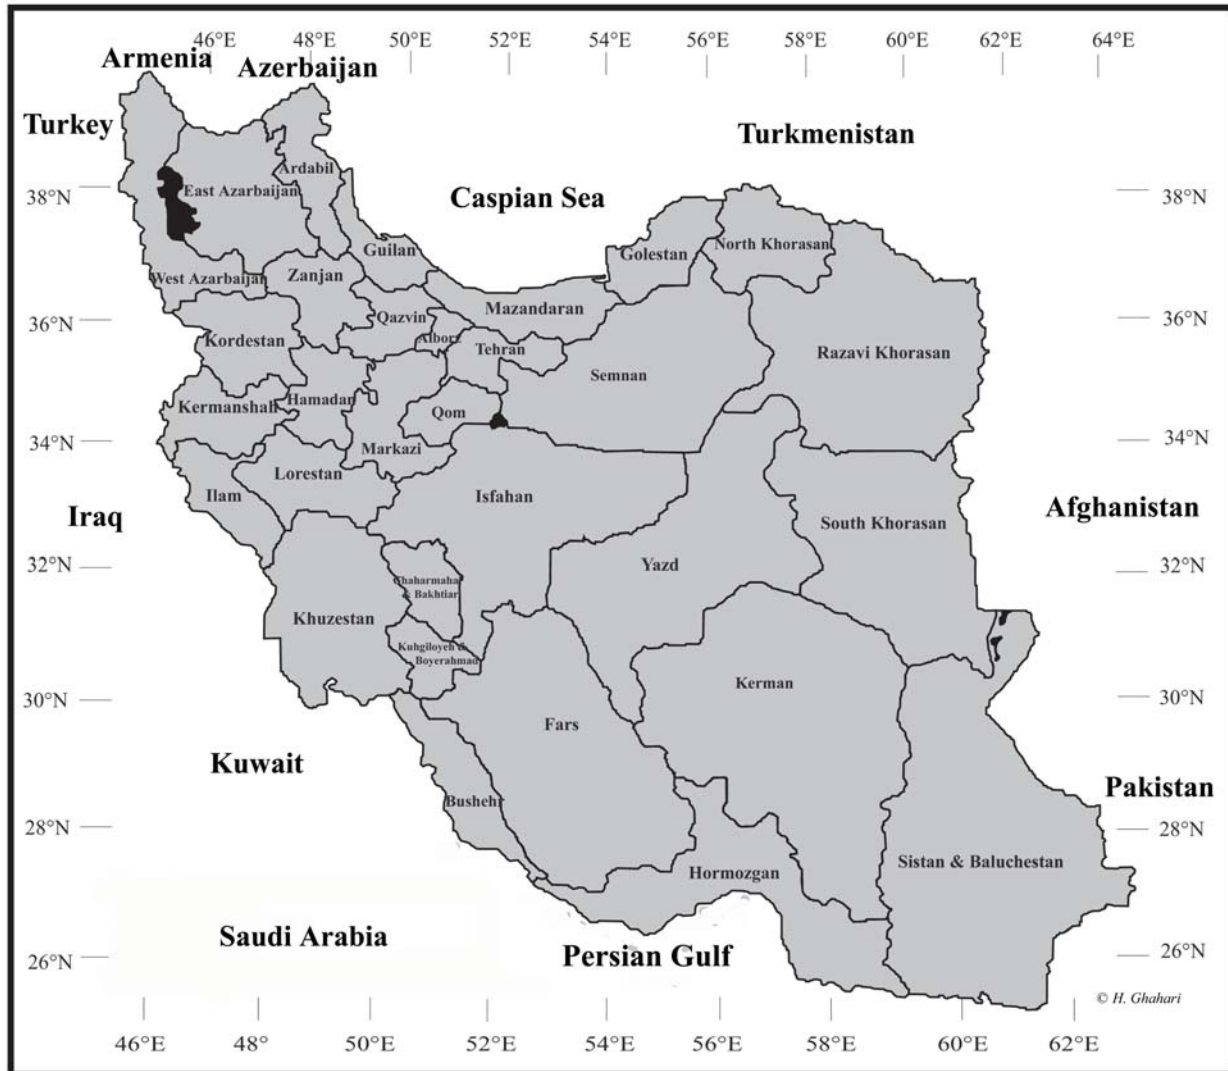 46°E 48°E 50°E 52°E 54°E 56°E 58°E 60°E 62°E 64°E
Armenia
Azerbaijan
Turkey
Turkmenistan
Ardabil
38°N
East Azarbaijan
Caspian Sea
38°N
Guilan
Golestan
North Khorasan
West Azarbaijan
Zanjan
Mazandaran
36°N
Qazvin
36°N
Kordestan
Alborz
Tehran
Razavi Khorasan
Semnan
Kermanshah
Hamadan
Qom
34°N
Markazi
34°N
Lorestan
Ilam
Isfahan
Iraq
Afghanistan
South Khorasan
32°N
Yazd
32°N
Chaharmahal
& Bakhtiar
Khuzestan
Kuhgiloyeh &
Boyerahmad
Kerman
30°N
30°N
Fars
Kuwait
Pakistan
Bushehr
28°N
28°N
Sistan & Baluchestan
Hormozgan
Saudi Arabia
Persian Gulf
26°N
26°N
© H. Ghahari
46°E 48° 50°E 52°E 54°E 56°E 58°E 60°E 62°E